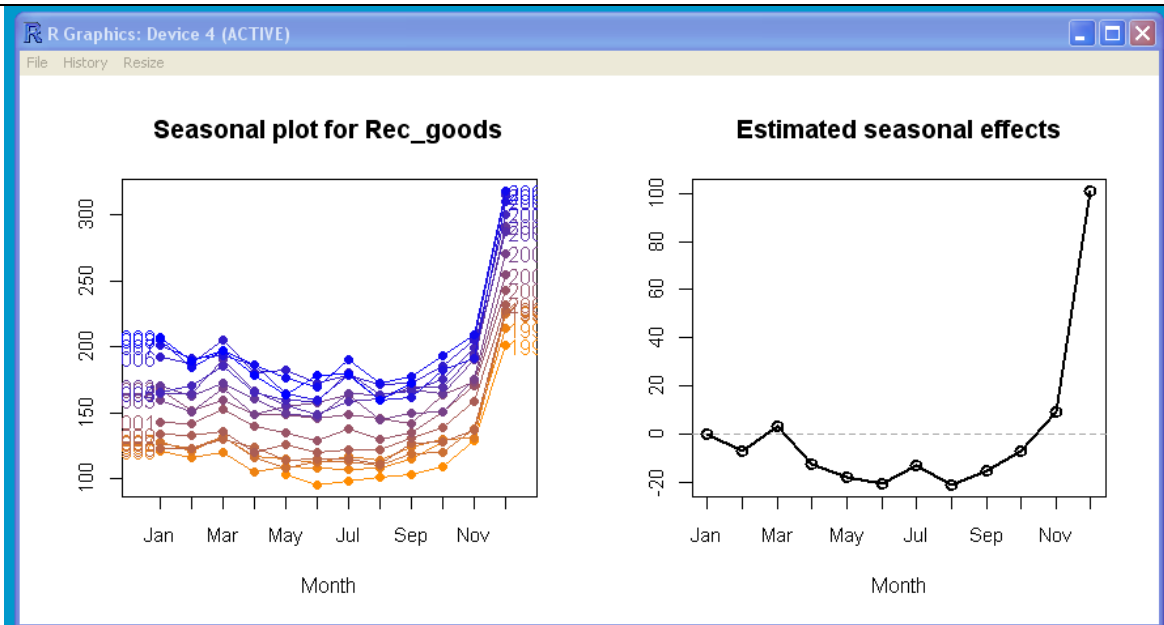 R Graphics: Device 4 (ACTIVE)
File History Resize
Seasonal plot for Rec_goods
300
250
200
150
100
Jan Mar May Jul Sep Nov
Month
Estimated seasonal effects
100
80
60
40
20
0
-20
Jan Mar May Jul Sep Nov
Month